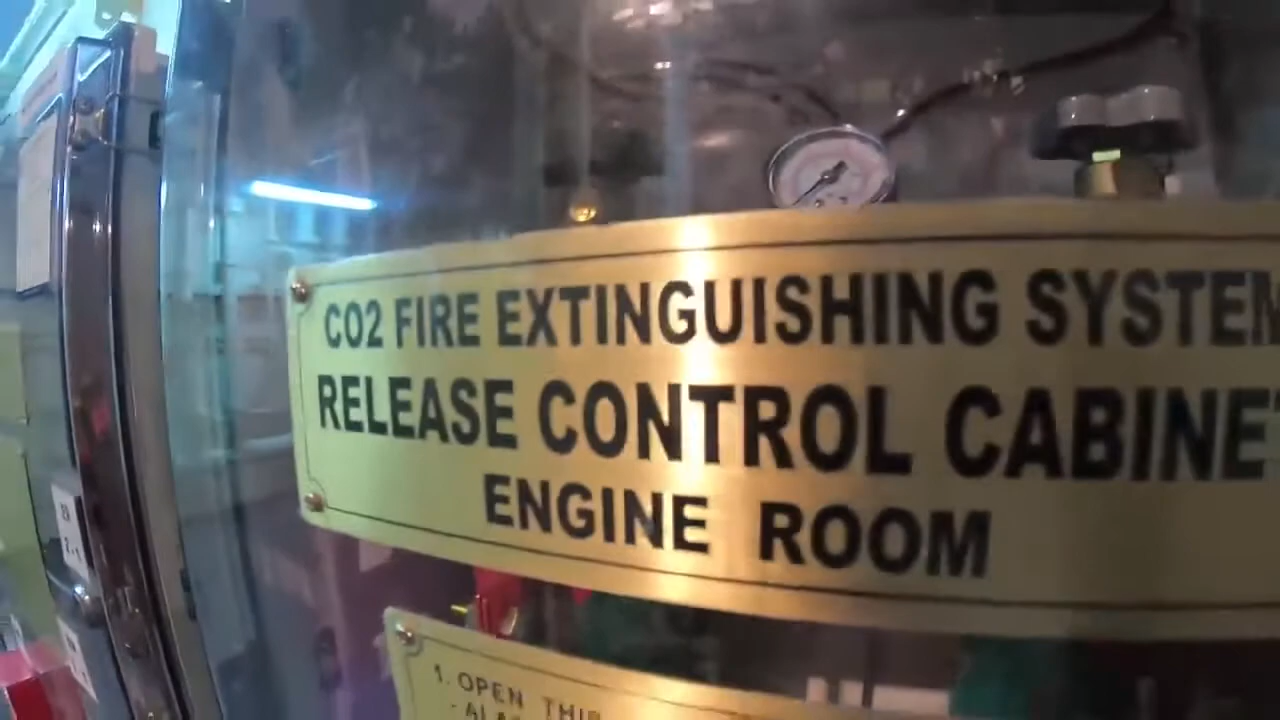 CO2 FIRE EXTINGUISHING SYSTEM
RELEASE CONTROL CABINET
ENGINE ROOM
1. OPEN THIS